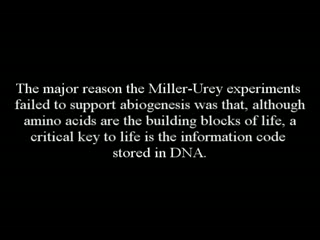 The major reason the Miller-Urey experiments
failed to support abiogenesis was that, although
amino acids are the building blocks of life, a
critical key to life is the information code
stored in DNA.